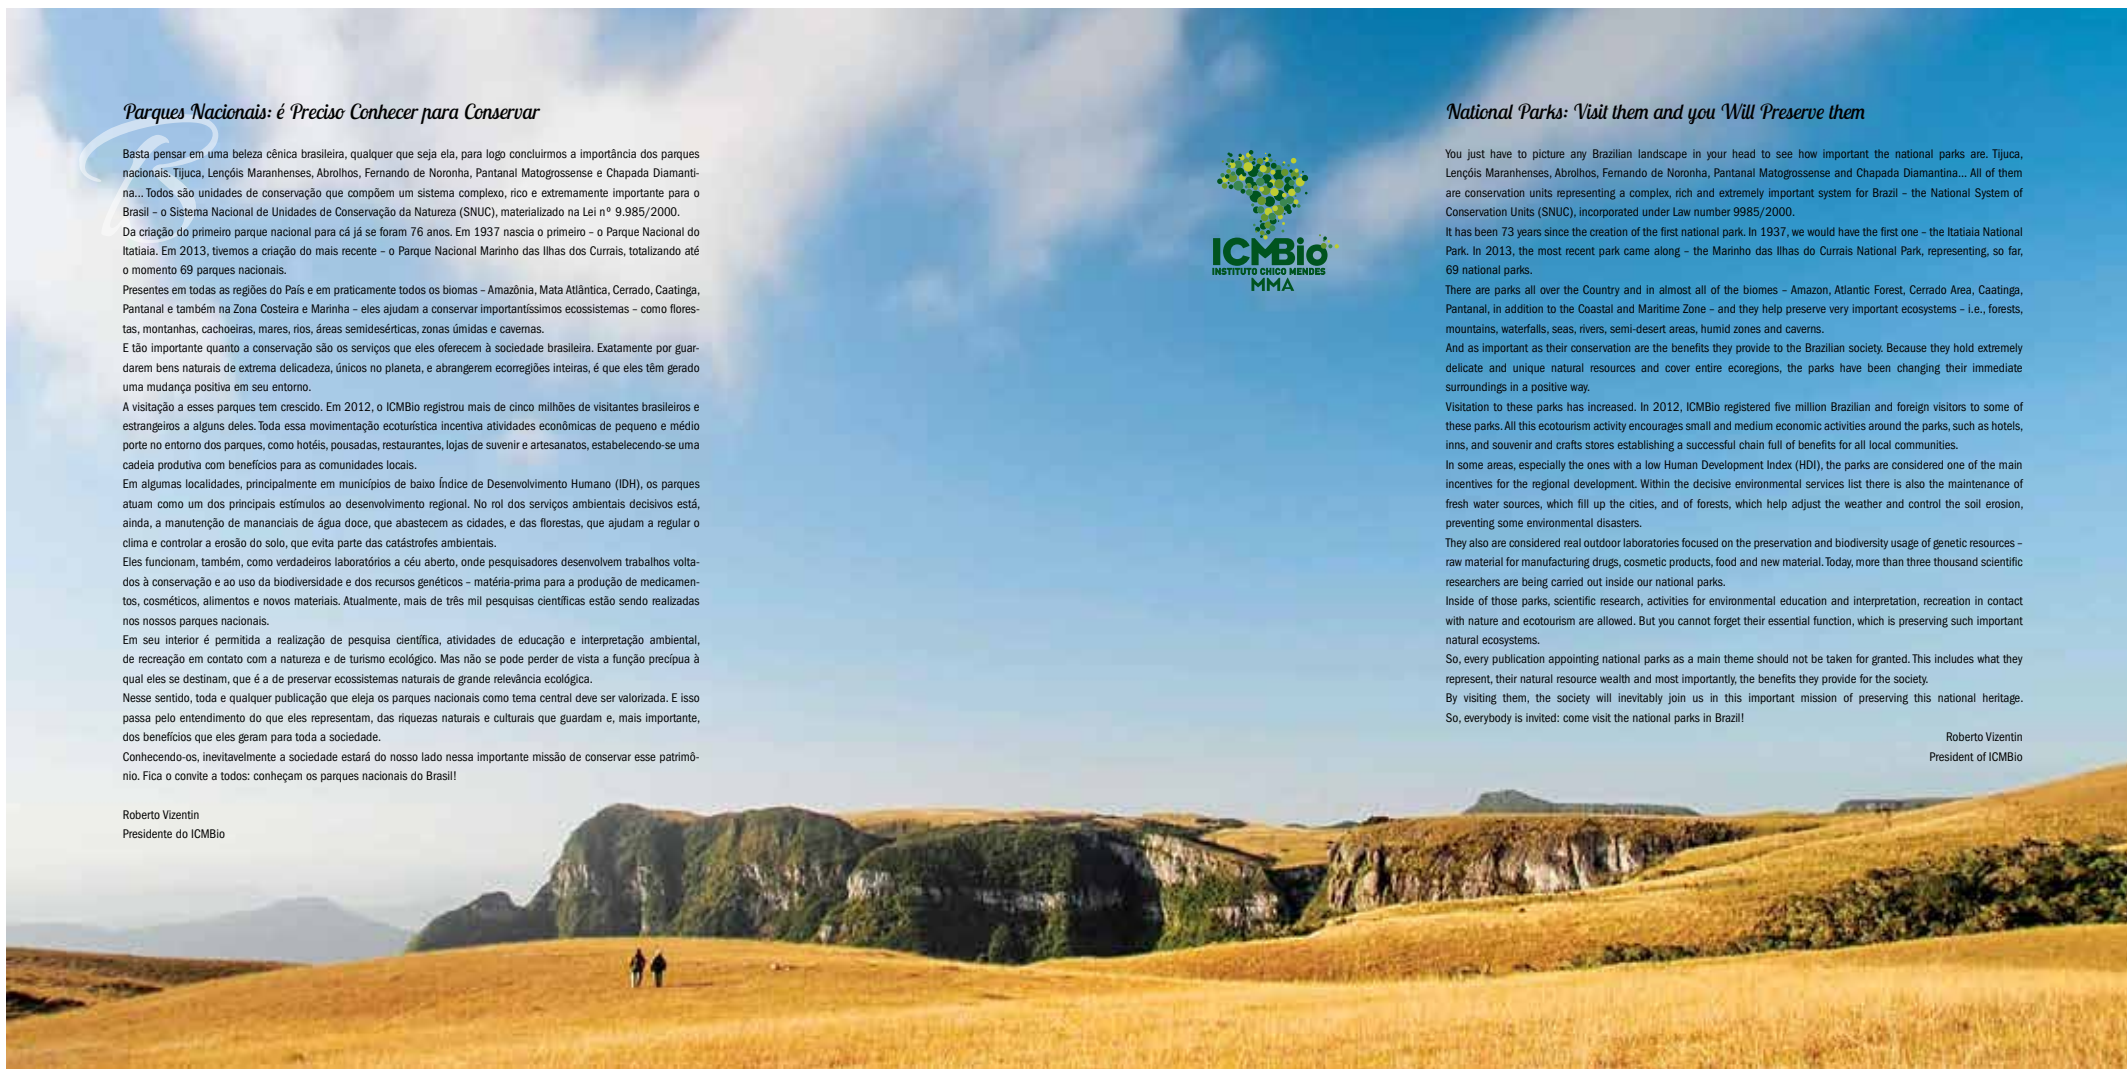 Parques Nacionais: é Preciso Conhecer para Conservar
B
Basta pensar em uma beleza cênica brasileira, qualquer que seja ela, para logo concluirmos a importância dos parques
nacionais. Tijuca, Lençóis Maranhenses, Abrolhos, Fernando de Noronha, Pantanal Matogrossense e Chapada Diamanti-
na... Todos são unidades de conservação que compõem um sistema complexo, rico e extremamente importante para o
Brasil – o Sistema Nacional de Unidades de Conservação da Natureza (SNUC), materializado na Lei nº 9.985/2000.
Da criação do primeiro parque nacional para cá já se foram 76 anos. Em 1937 nascia o primeiro – o Parque Nacional do
Itatiaia. Em 2013, tivemos a criação do mais recente – o Parque Nacional Marinho das Ilhas dos Currais, totalizando até
o momento 69 parques nacionais.
Presentes em todas as regiões do País e em praticamente todos os biomas – Amazônia, Mata Atlântica, Cerrado, Caatinga,
Pantanal e também na Zona Costeira e Marinha – eles ajudam a conservar importantíssimos ecossistemas – como flores-
tas, montanhas, cachoeiras, mares, rios, áreas semidesérticas, zonas úmidas e cavernas.
E tão importante quanto a conservação são os serviços que eles oferecem à sociedade brasileira. Exatamente por guar-
darem bens naturais de extrema delicadeza, únicos no planeta, e abrangerem ecorregiões inteiras, é que eles têm gerado
uma mudança positiva em seu entorno.
A visitação a esses parques tem crescido. Em 2012, o ICMBio registrou mais de cinco milhões de visitantes brasileiros e
estrangeiros a alguns deles. Toda essa movimentação ecoturística incentiva atividades econômicas de pequeno e médio
porte no entorno dos parques, como hotéis, pousadas, restaurantes, lojas de suvenir e artesanatos, estabelecendo-se uma
cadeia produtiva com benefícios para as comunidades locais.
Em algumas localidades, principalmente em municípios de baixo Índice de Desenvolvimento Humano (IDH), os parques
atuam como um dos principais estímulos ao desenvolvimento regional. No rol dos serviços ambientais decisivos está,
ainda, a manutenção de mananciais de água doce, que abastecem as cidades, e das florestas, que ajudam a regular o
clima e controlar a erosão do solo, que evita parte das catástrofes ambientais.
Eles funcionam, também, como verdadeiros laboratórios a céu aberto, onde pesquisadores desenvolvem trabalhos volta-
dos à conservação e ao uso da biodiversidade e dos recursos genéticos – matéria-prima para a produção de medicamen-
tos, cosméticos, alimentos e novos materiais. Atualmente, mais de três mil pesquisas científicas estão sendo realizadas
nos nossos parques nacionais.
Em seu interior é permitida a realização de pesquisa científica, atividades de educação e interpretação ambiental,
de recreação em contato com a natureza e de turismo ecológico. Mas não se pode perder de vista a função precípua à
qual eles se destinam, que é a de preservar ecossistemas naturais de grande relevância ecológica.
Nesse sentido, toda e qualquer publicação que eleja os parques nacionais como tema central deve ser valorizada. E isso
passa pelo entendimento do que eles representam, das riquezas naturais e culturais que guardam e, mais importante,
dos benefícios que eles geram para toda a sociedade.
Conhecendo-os, inevitavelmente a sociedade estará do nosso lado nessa importante missão de conservar esse patrimô-
nio. Fica o convite a todos: conheçam os parques nacionais do Brasil!
Roberto Vizentin
Presidente do ICMBio
ICMBio
INSTITUTO CHICO MENDES
MMA
National Parks: Visit them and you Will Preserve them
You just have to picture any Brazilian landscape in your head to see how important the national parks are. Tijuca,
Lençóis Maranhenses, Abrolhos, Fernando de Noronha, Pantanal Matogrossense and Chapada Diamantina... All of them
are conservation units representing a complex, rich and extremely important system for Brazil – the National System of
Conservation Units (SNUC), incorporated under Law number 9985/2000.
It has been 73 years since the creation of the first national park. In 1937, we would have the first one – the Itatiaia National
Park. In 2013, the most recent park came along – the Marinho das Ilhas do Currais National Park, representing, so far,
69 national parks.
There are parks all over the Country and in almost all of the biomes – Amazon, Atlantic Forest, Cerrado Area, Caatinga,
Pantanal, in addition to the Coastal and Maritime Zone – and they help preserve very important ecosystems – i.e., forests,
mountains, waterfalls, seas, rivers, semi-desert areas, humid zones and caverns.
And as important as their conservation are the benefits they provide to the Brazilian society. Because they hold extremely
delicate and unique natural resources and cover entire ecoregions, the parks have been changing their immediate
surroundings in a positive way.
Visitation to these parks has increased. In 2012, ICMBio registered five million Brazilian and foreign visitors to some of
these parks. All this ecotourism activity encourages small and medium economic activities around the parks, such as hotels,
inns, and souvenir and crafts stores establishing a successful chain full of benefits for all local communities.
In some areas, especially the ones with a low Human Development Index (HDI), the parks are considered one of the main
incentives for the regional development. Within the decisive environmental services list there is also the maintenance of
fresh water sources, which fill up the cities, and of forests, which help adjust the weather and control the soil erosion,
preventing some environmental disasters.
They also are considered real outdoor laboratories focused on the preservation and biodiversity usage of genetic resources –
raw material for manufacturing drugs, cosmetic products, food and new material. Today, more than three thousand scientific
researchers are being carried out inside our national parks.
Inside of those parks, scientific research, activities for environmental education and interpretation, recreation in contact
with nature and ecotourism are allowed. But you cannot forget their essential function, which is preserving such important
natural ecosystems.
So, every publication appointing national parks as a main theme should not be taken for granted. This includes what they
represent, their natural resource wealth and most importantly, the benefits they provide for the society.
By visiting them, the society will inevitably join us in this important mission of preserving this national heritage.
So, everybody is invited: come visit the national parks in Brazil!
Roberto Vizentin
President of ICMBio